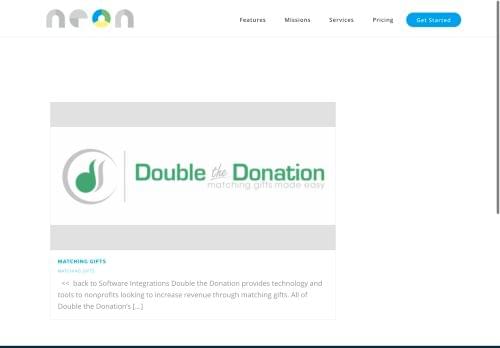 neon
Features Missions Services Pricing Get Started
Double the Donation
matching gifts made easy
MATCHING GIFTS
MATCHING GIFTS
<< back to Software Integrations Double the Donation provides technology and
tools to nonprofits looking to increase revenue through matching gifts. All of
Double the Donation's [...]